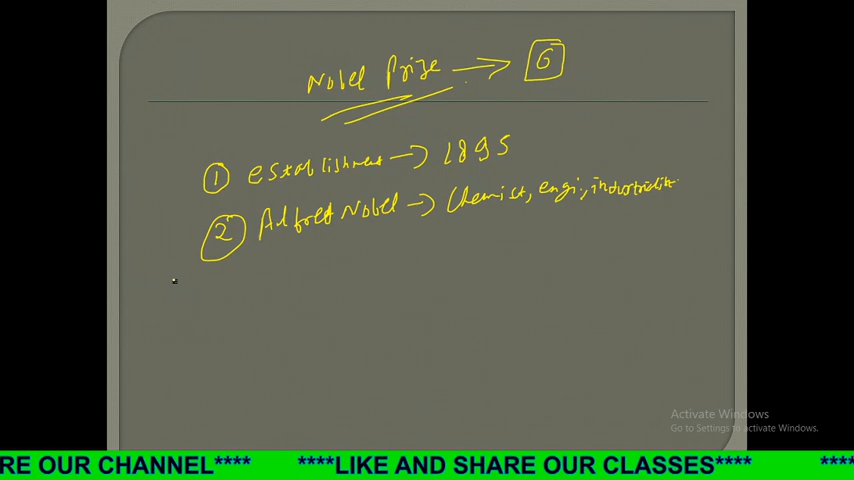 Nobel Prize → 6
① Establishment → 1895
② Alfred Nobel → Chemist, engi., industrialist
Activate Windows
Go to Settings to activate Windows.
RE OUR CHANNEL**** ****LIKE AND SHARE OUR CLASSES**** ****